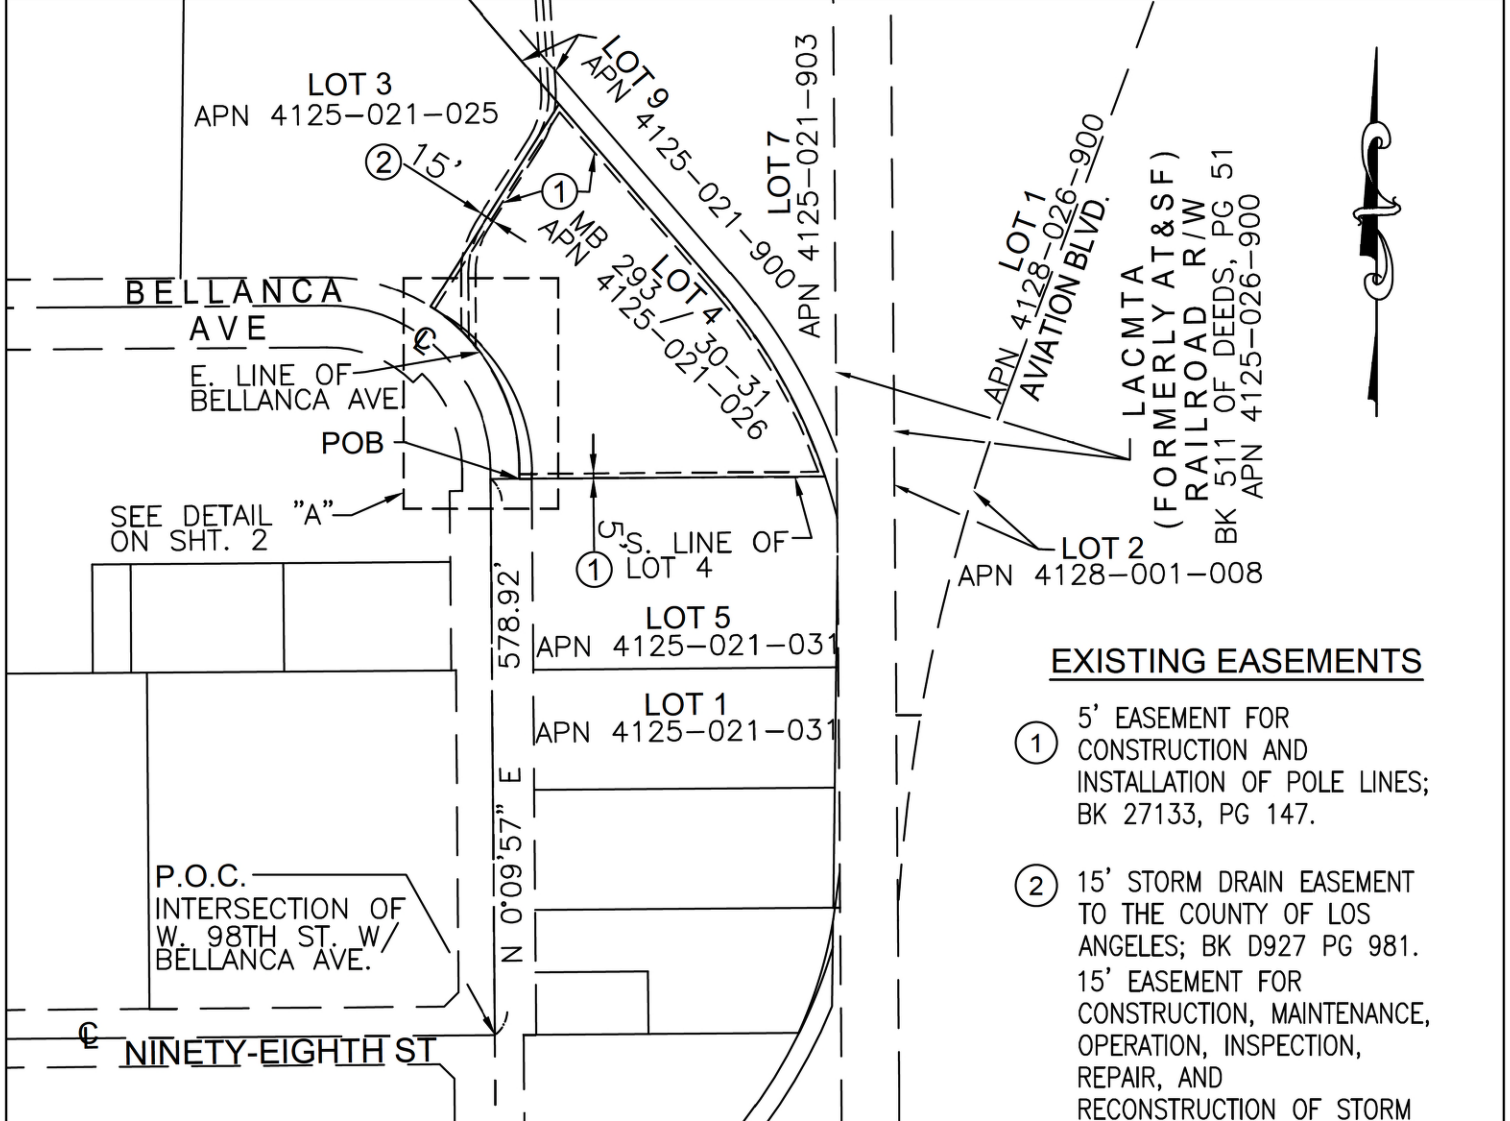 LOT 3
APN 4125-021-025
2
15'
1
LOT 9
APN 4125-021-900
LOT 7
APN 4125-021-903
LOT 4
MB 293 / 30-31
APN 4125-021-026
LOT 1
APN 4128-026-900
AVIATION BLVD.
LACMTA
(FORMERLY AT&SF)
RAILROAD R/W
BK 511 OF DEEDS, PG 51
APN 4125-026-900
BELLANCA
AVE
℄
E. LINE OF
BELLANCA AVE.
POB
SEE DETAIL "A"
ON SHT. 2
5'
1
S. LINE OF
LOT 4
LOT 2
APN 4128-001-008
LOT 5
APN 4125-021-031
LOT 1
APN 4125-021-031
N 0°09'57" E 578.92'
P.O.C.
INTERSECTION OF
W. 98TH ST. W/
BELLANCA AVE.
℄
NINETY-EIGHTH ST
EXISTING EASEMENTS
1
5' EASEMENT FOR
CONSTRUCTION AND
INSTALLATION OF POLE LINES;
BK 27133, PG 147.
2
15' STORM DRAIN EASEMENT
TO THE COUNTY OF LOS
ANGELES; BK D927 PG 981.
15' EASEMENT FOR
CONSTRUCTION, MAINTENANCE,
OPERATION, INSPECTION,
REPAIR, AND
RECONSTRUCTION OF STORM